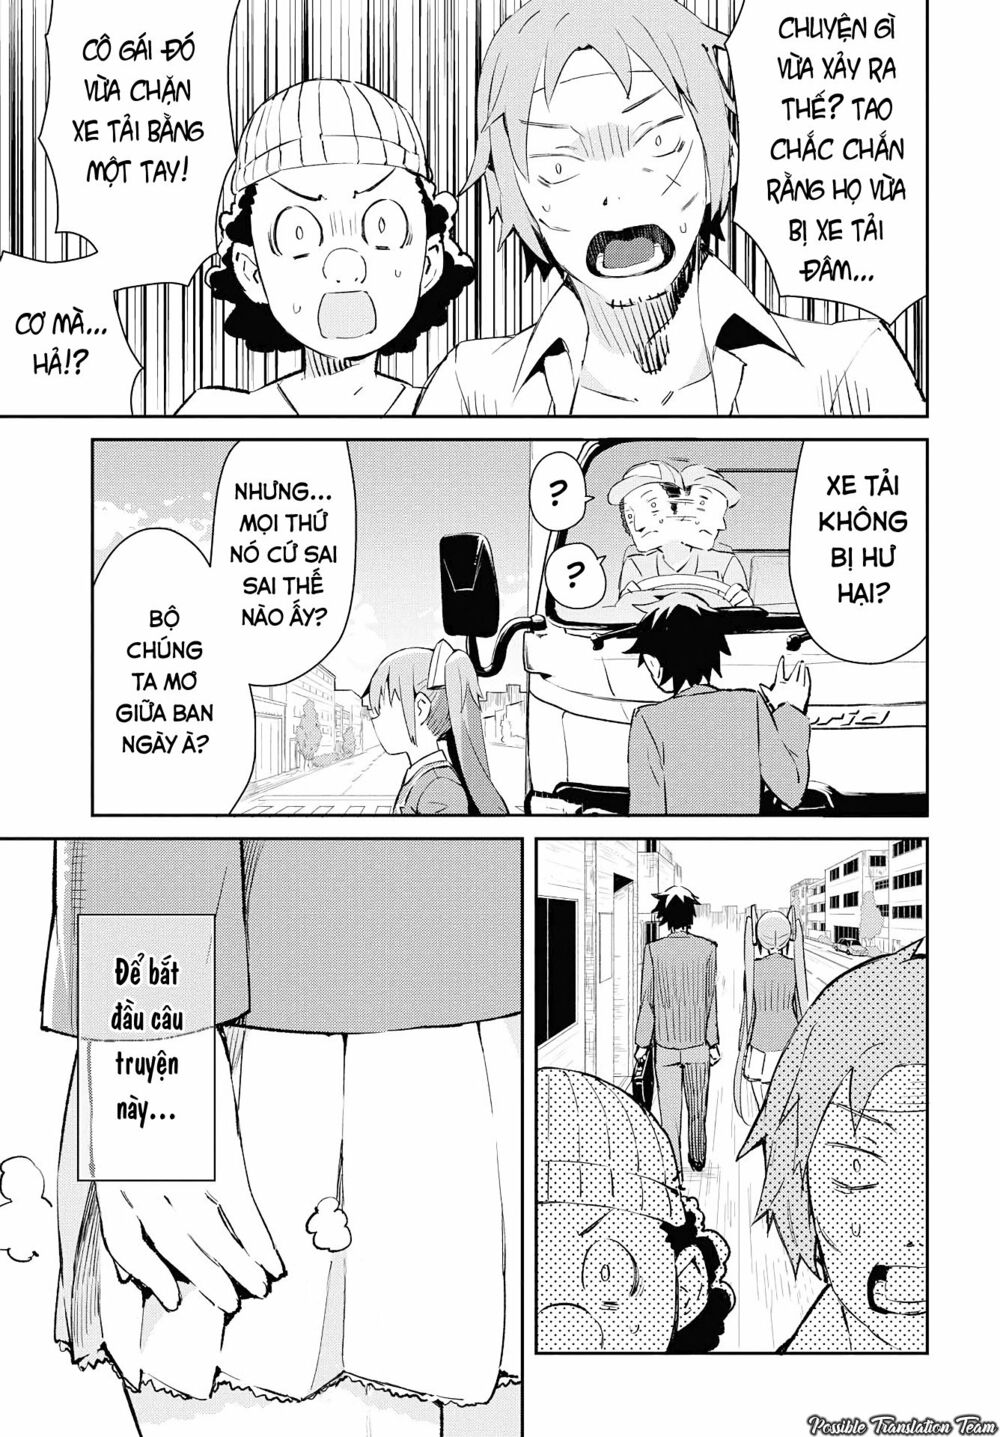 CHUYỆN GÌ
VỪA XẢY RA
THẾ? TAO
CHẮC CHẮN
RẰNG HỌ VỪA
BỊ XE TẢI
ĐÂM...
CÔ GÁI ĐÓ
VỪA CHẶN
XE TẢI BẰNG
MỘT TAY!
CƠ MÀ...
HẢ!?
XE TẢI
KHÔNG
BỊ HƯ
HẠI?
?
?
NHƯNG...
MỌI THỨ
NÓ CỨ SAI
SAI THẾ
NÀO ẤY?
BỘ
CHÚNG
TA MƠ
GIỮA BAN
NGÀY À?
Để bắt
đầu câu
truyện
này...
Possible Translation Team